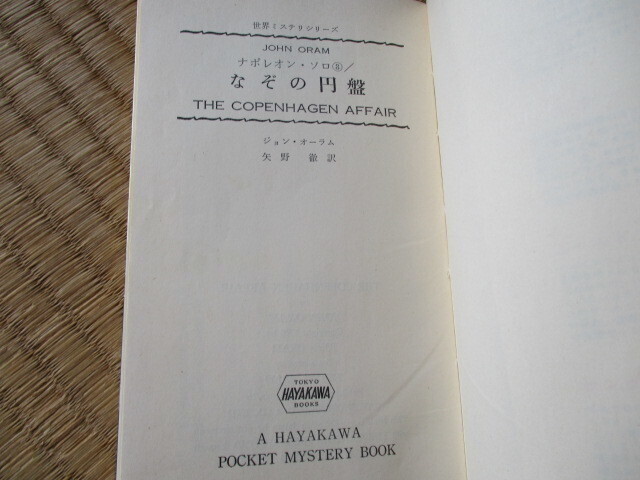 世界ミステリシリーズ
JOHN ORAM
ナポレオン・ソロ⑧/
なぞの円盤
THE COPENHAGEN AFFAIR
ジョン・オーラム
矢野 徹訳
TOKYO
HAYAKAWA
BOOKS
A HAYAKAWA
POCKET MYSTERY BOOK